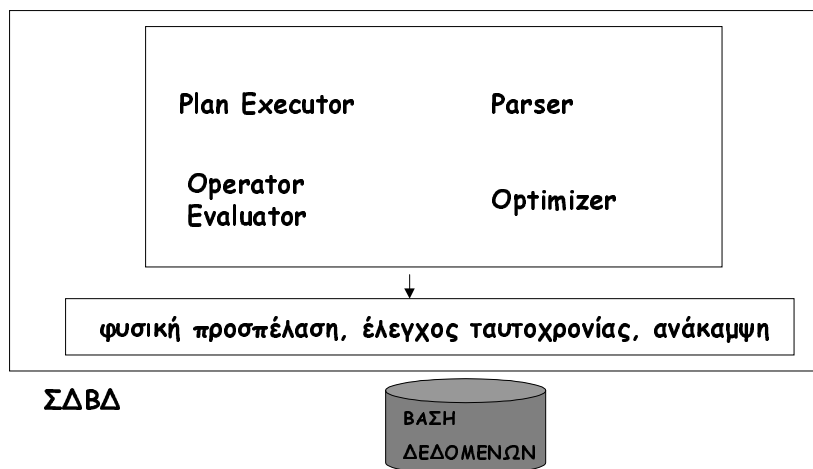 Plan Executor
Parser
Operator
Evaluator
Optimizer
φυσική προσπέλαση, έλεγχος ταυτοχρονίας, ανάκαμψη
ΣΔΒΔ
ΒΑΣΗ
ΔΕΔΟΜΕΝΩΝ